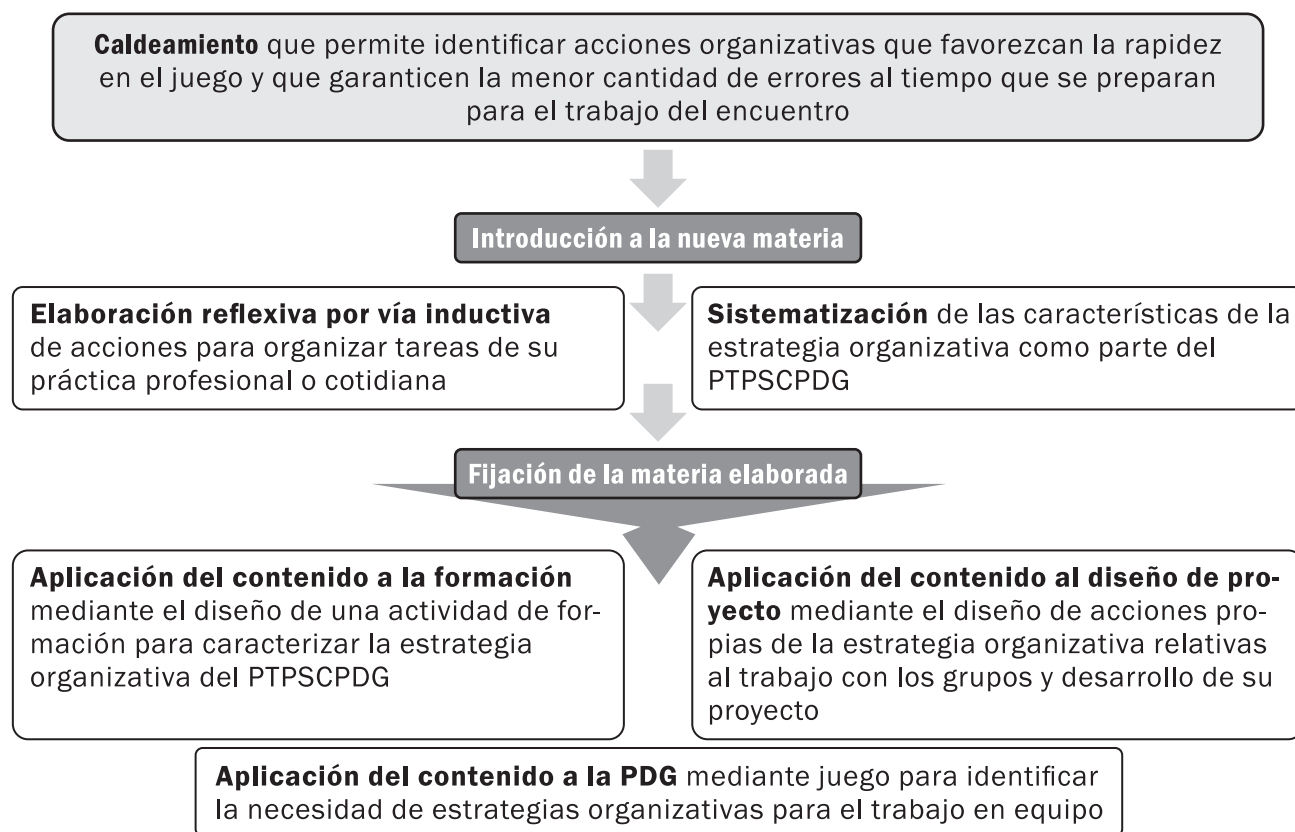 Caldeamiento que permite identificar acciones organizativas que favorezcan la rapidez
en el juego y que garanticen la menor cantidad de errores al tiempo que se preparan
para el trabajo del encuentro
Introducción a la nueva materia
Elaboración reflexiva por vía inductiva
de acciones para organizar tareas de su
práctica profesional o cotidiana
Sistematización de las características de la
estrategia organizativa como parte del
PTPSCPDG
Fijación de la materia elaborada
Aplicación del contenido a la formación
mediante el diseño de una actividad de for-
mación para caracterizar la estrategia
organizativa del PTPSCPDG
Aplicación del contenido al diseño de pro-
yecto mediante el diseño de acciones pro-
pias de la estrategia organizativa relativas
al trabajo con los grupos y desarrollo de su
proyecto
Aplicación del contenido a la PDG mediante juego para identificar
la necesidad de estrategias organizativas para el trabajo en equipo